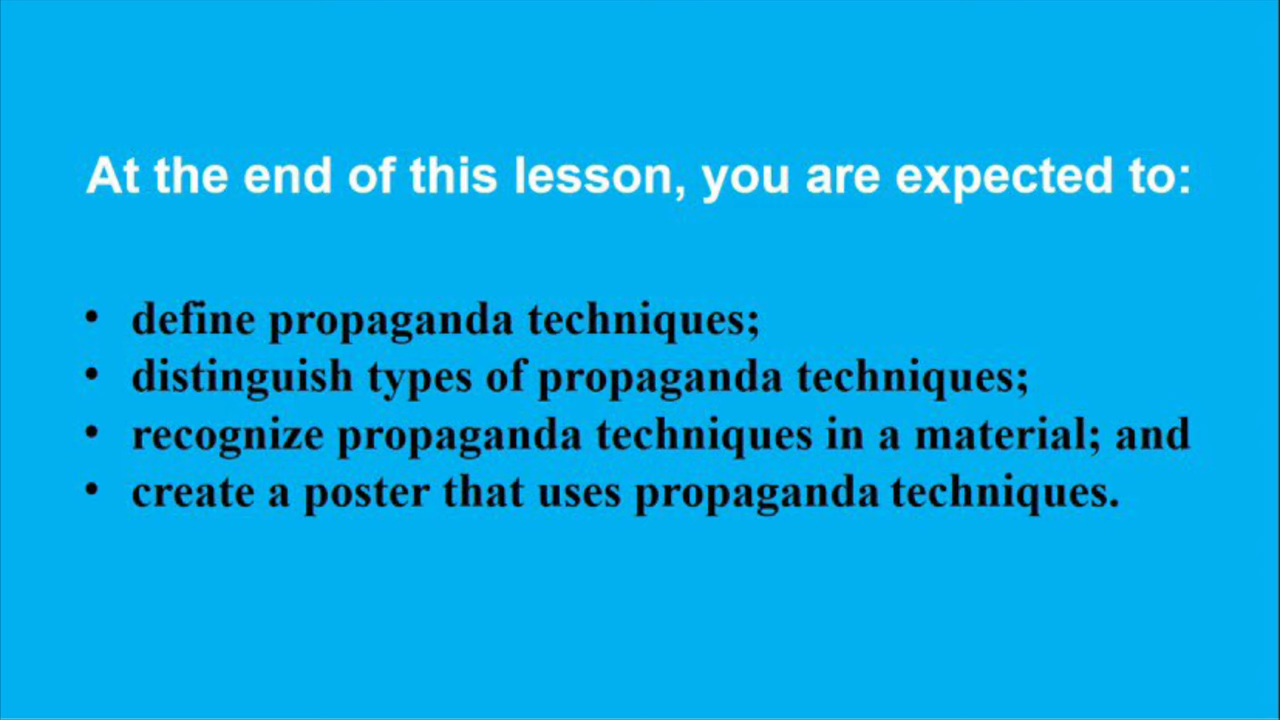 At the end of this lesson, you are expected to:
• define propaganda techniques;
• distinguish types of propaganda techniques;
• recognize propaganda techniques in a material; and
• create a poster that uses propaganda techniques.